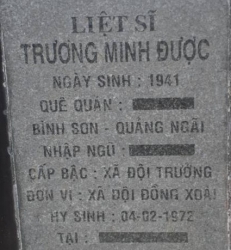 LIỆT SĨ
TRƯƠNG MINH ĐƯỢC
NGÀY SINH : 1941
QUÊ QUÁN :
BÌNH SƠN - QUẢNG NGÃI
NHẬP NGŨ :
CẤP BẬC : XÃ ĐỘI TRƯỞNG
ĐƠN VỊ : XÃ ĐỘI ĐỒNG XOÀI
HY SINH : 04-02-1972
TẠI :